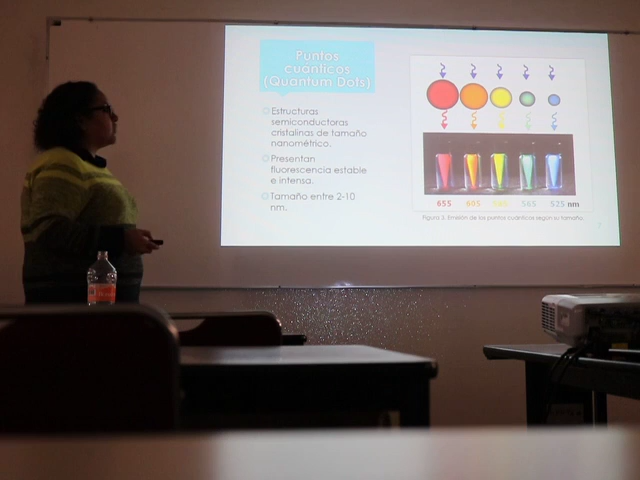 Puntos
cuánticos
(Quantum Dots)
Estructuras
semiconductoras
cristalinas de tamaño
nanométrico.
Presentan
fluorescencia estable
e intensa.
Tamaño entre 2-10
nm.
655 605 565 525 nm
Figura 3. Emisión de los puntos cuánticos según su tamaño.